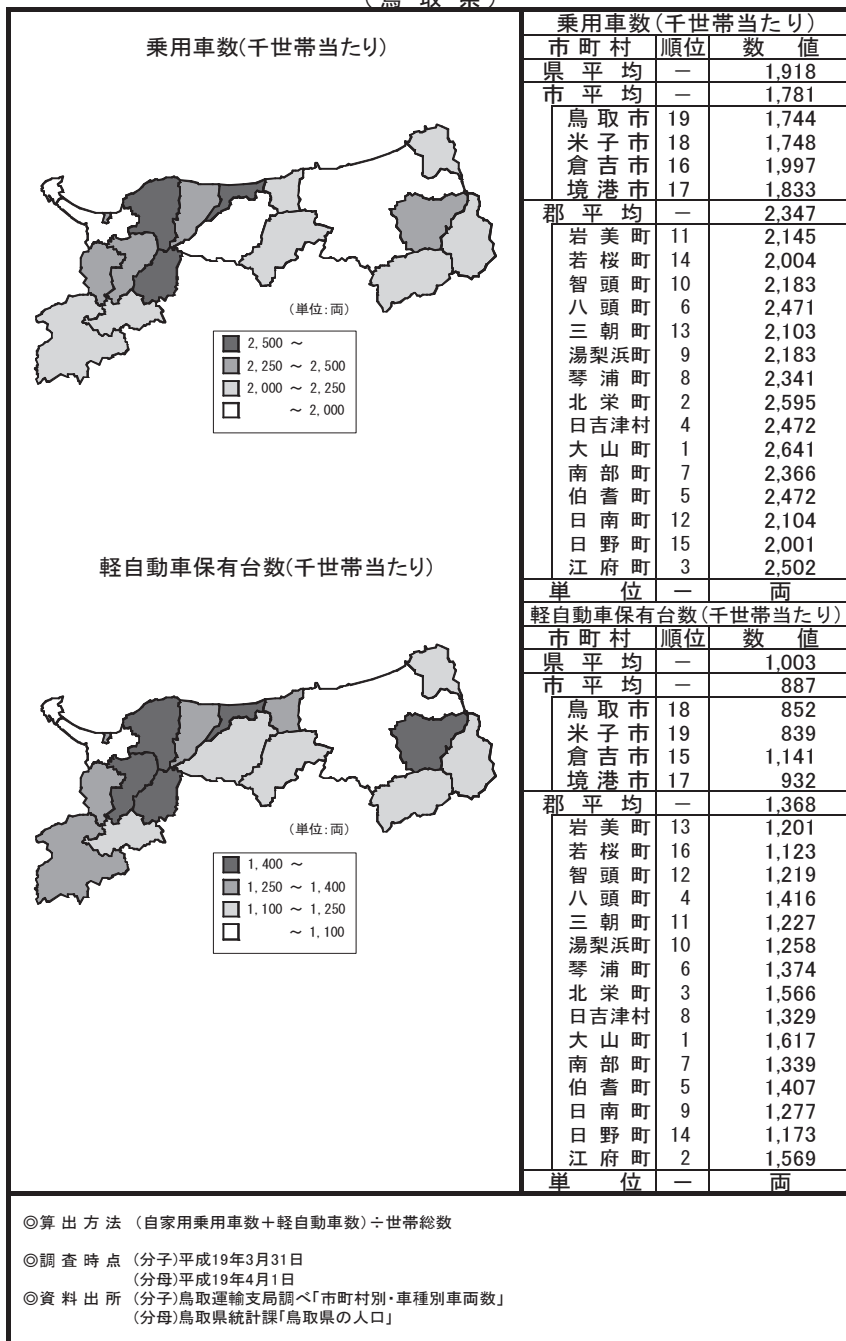 (鳥取県)
乗用車数(千世帯当たり)
(単位:両)
2,500 ～
2,250 ～ 2,500
2,000 ～ 2,250
～ 2,000
軽自動車保有台数(千世帯当たり)
(単位:両)
1,400 ～
1,250 ～ 1,400
1,100 ～ 1,250
～ 1,100
乗用車数(千世帯当たり)
市町村 順位 数値
県平均 － 1,918
市平均 － 1,781
鳥取市 19 1,744
米子市 18 1,748
倉吉市 16 1,997
境港市 17 1,833
郡平均 － 2,347
岩美町 11 2,145
若桜町 14 2,004
智頭町 10 2,183
八頭町 6 2,471
三朝町 13 2,103
湯梨浜町 9 2,183
琴浦町 8 2,341
北栄町 2 2,595
日吉津村 4 2,472
大山町 1 2,641
南部町 7 2,366
伯耆町 5 2,472
日南町 12 2,104
日野町 15 2,001
江府町 3 2,502
単位 － 両
軽自動車保有台数(千世帯当たり)
市町村 順位 数値
県平均 － 1,003
市平均 － 887
鳥取市 18 852
米子市 19 839
倉吉市 15 1,141
境港市 17 932
郡平均 － 1,368
岩美町 13 1,201
若桜町 16 1,123
智頭町 12 1,219
八頭町 4 1,416
三朝町 11 1,227
湯梨浜町 10 1,258
琴浦町 6 1,374
北栄町 3 1,566
日吉津村 8 1,329
大山町 1 1,617
南部町 7 1,339
伯耆町 5 1,407
日南町 9 1,277
日野町 14 1,173
江府町 2 1,569
単位 － 両
◎算出方法 (自家用乗用車数＋軽自動車数)÷世帯総数
◎調査時点 (分子)平成19年3月31日
(分母)平成19年4月1日
◎資料出所 (分子)鳥取運輸支局調べ「市町村別・車種別車両数」
(分母)鳥取県統計課「鳥取県の人口」